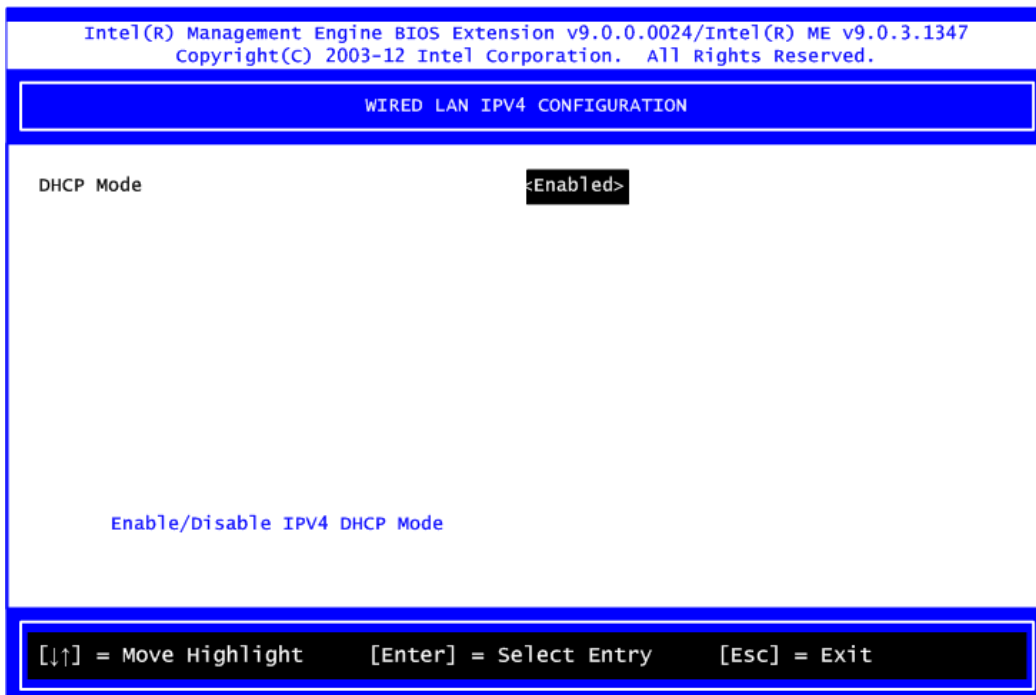 Intel(R) Management Engine BIOS Extension v9.0.0.0024/Intel(R) ME v9.0.3.1347
Copyright(C) 2003-12 Intel Corporation. All Rights Reserved.
WIRED LAN IPV4 CONFIGURATION
DHCP Mode <Enabled>
Enable/Disable IPV4 DHCP Mode
[↓↑] = Move Highlight [Enter] = Select Entry [Esc] = Exit